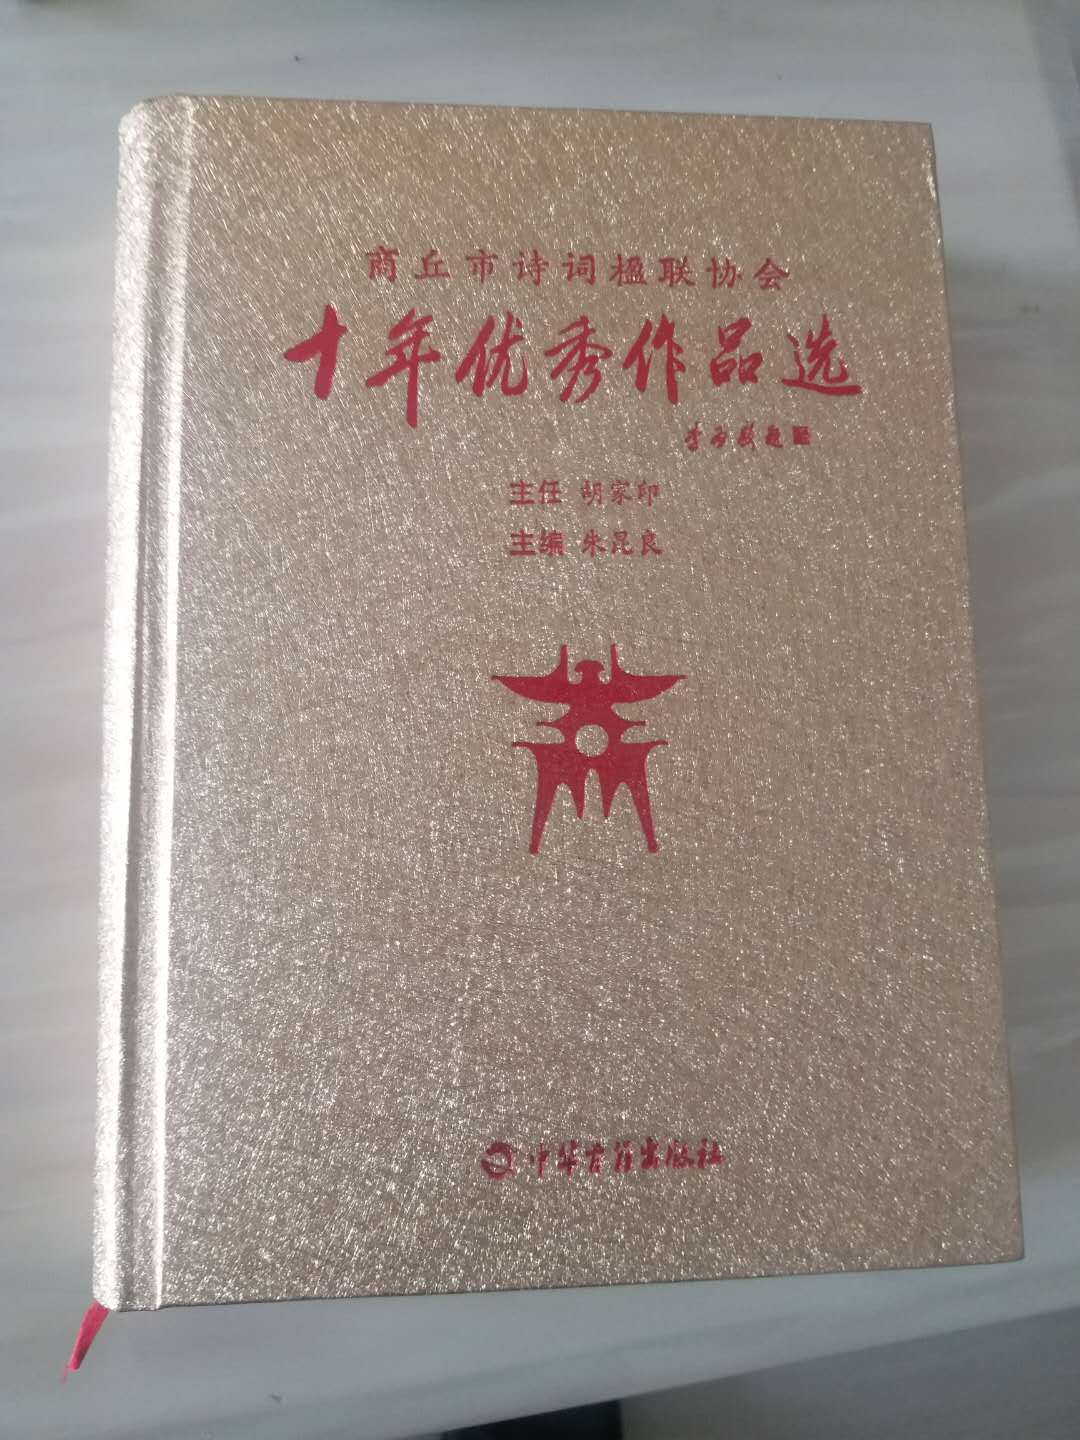 商丘市诗词楹联协会
十年优秀作品选
主任 胡家印
主编 朱昆良
中华古籍出版社